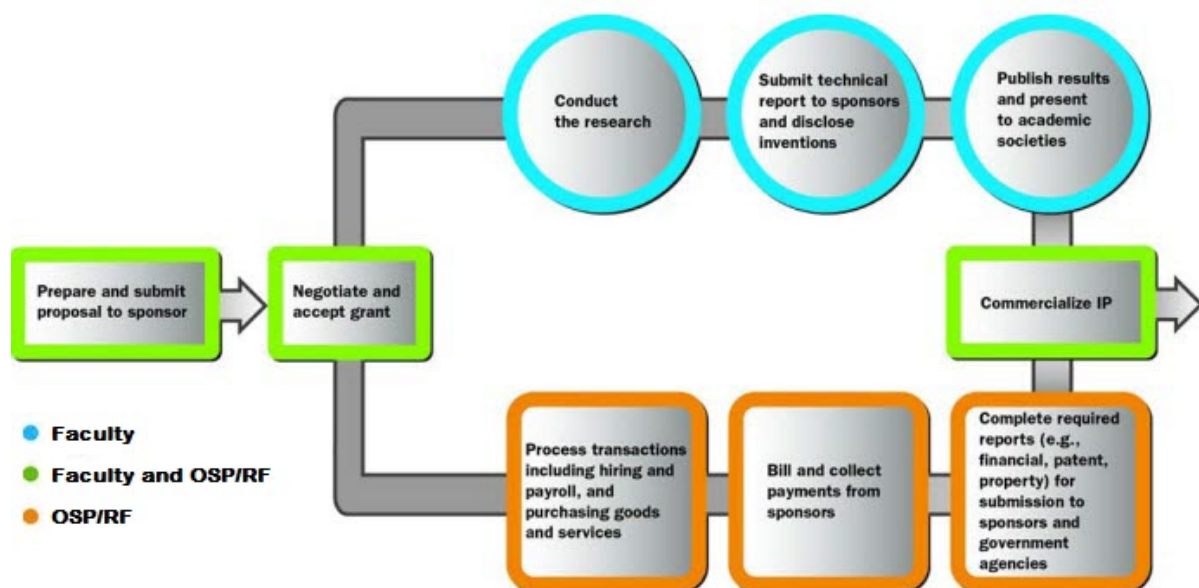 Conduct
the research
Submit technical
report to sponsors
and disclose
inventions
Publish results
and present
to academic
societies
Prepare and submit
proposal to sponsor
Negotiate and
accept grant
Commercialize IP
Faculty
Faculty and OSP/RF
OSP/RF
Process transactions
including hiring and
payroll, and
purchasing goods
and services
Bill and collect
payments from
sponsors
Complete required
reports (e.g.,
financial, patent,
property) for
submission to
sponsors and
government
agencies